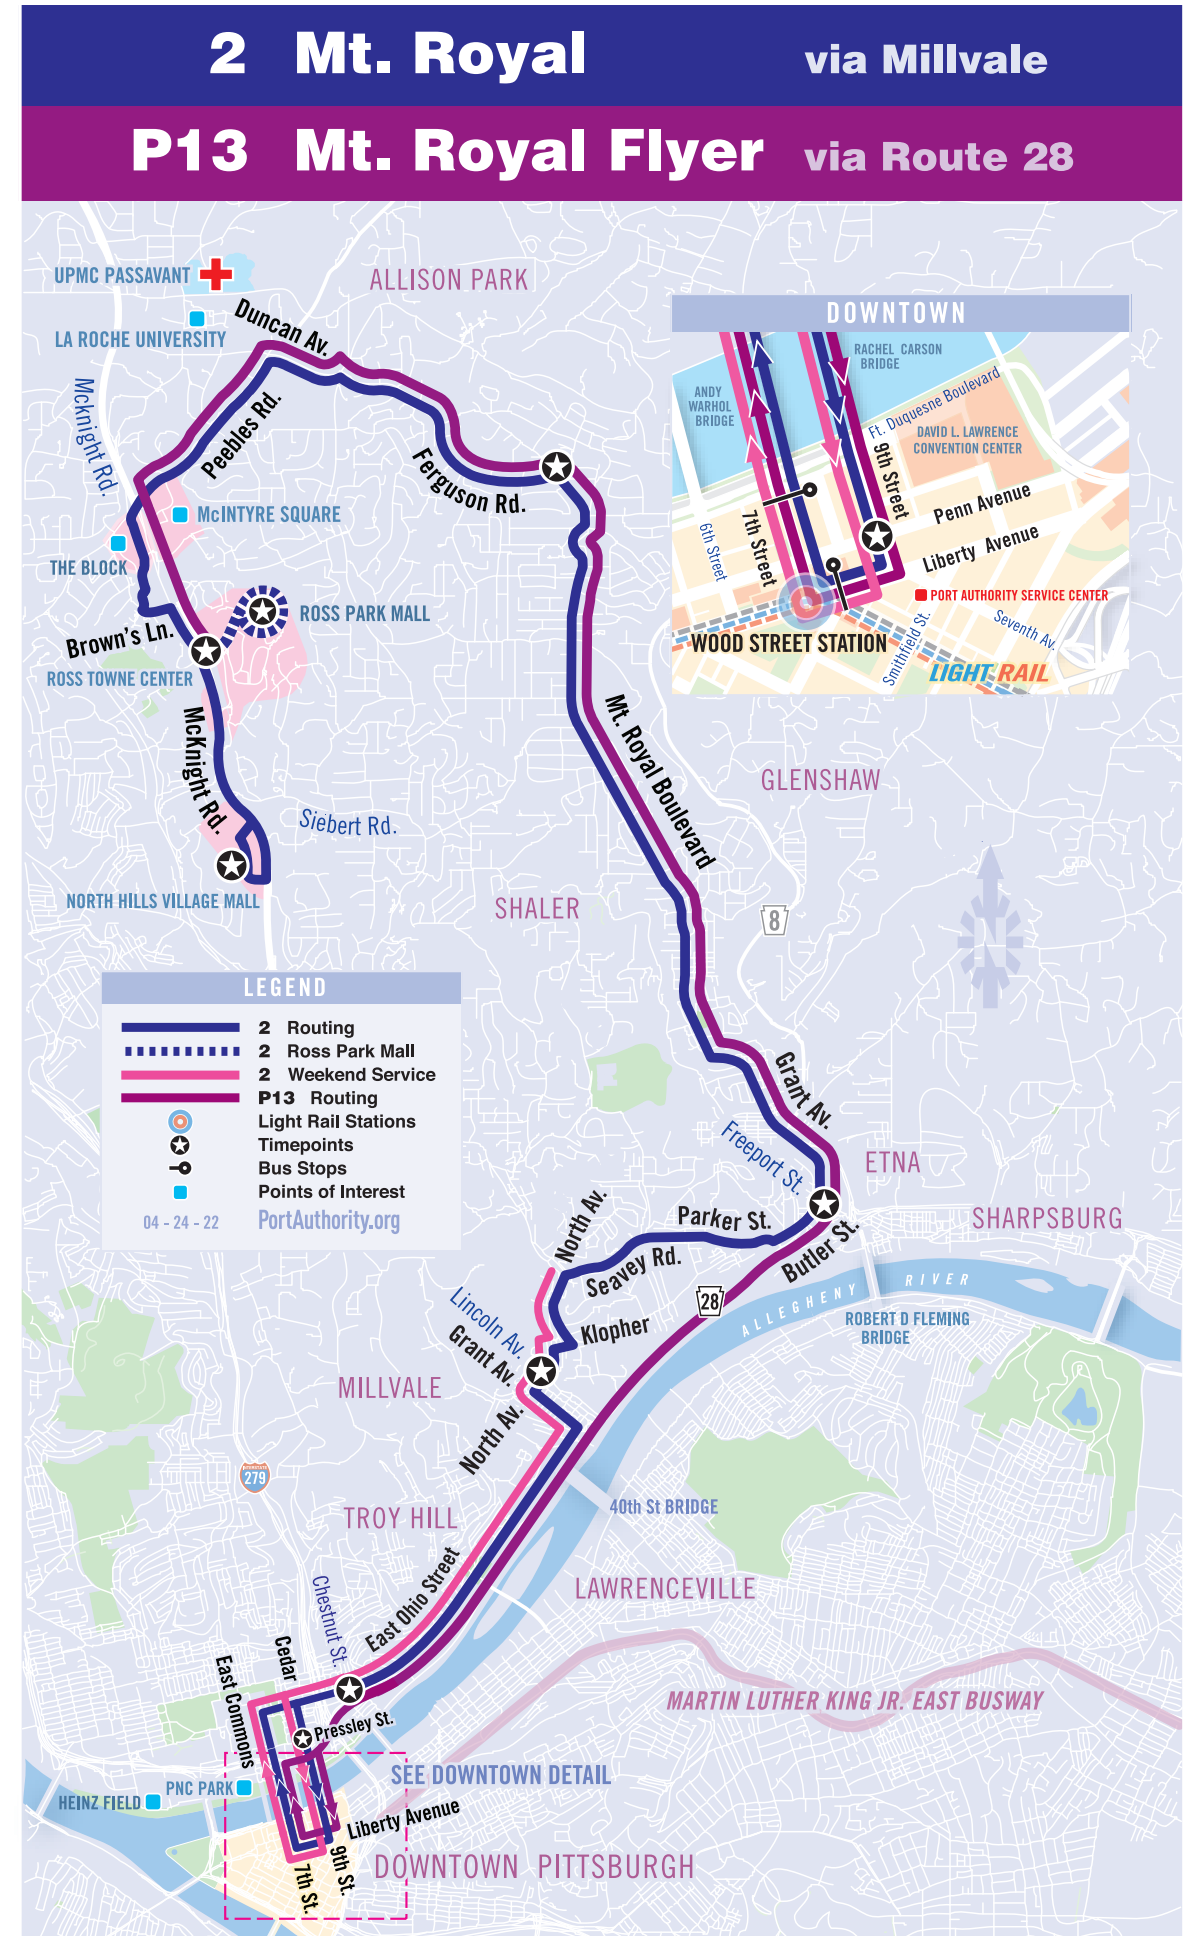 2 Mt. Royal via Millvale
P13 Mt. Royal Flyer via Route 28
UPMC PASSAVANT
ALLISON PARK
LA ROCHE UNIVERSITY
Duncan Av.
Mcknight Rd.
Peebles Rd.
Ferguson Rd.
McINTYRE SQUARE
THE BLOCK
ROSS PARK MALL
Brown's Ln.
ROSS TOWNE CENTER
McKnight Rd.
Siebert Rd.
NORTH HILLS VILLAGE MALL
DOWNTOWN
RACHEL CARSON
BRIDGE
ANDY
WARHOL
BRIDGE
Ft. Duquesne Boulevard
DAVID L. LAWRENCE
CONVENTION CENTER
9th Street
Penn Avenue
7th Street
6th Street
Liberty Avenue
PORT AUTHORITY SERVICE CENTER
WOOD STREET STATION
Smithfield St.
Seventh Av.
LIGHT RAIL
Mt. Royal Boulevard
GLENSHAW
SHALER
8
N
LEGEND
2 Routing
2 Ross Park Mall
2 Weekend Service
P13 Routing
Light Rail Stations
Timepoints
Bus Stops
Points of Interest
04 - 24 - 22
PortAuthority.org
Grant Av.
Freeport St.
ETNA
SHARPSBURG
North Av.
Parker St.
Seavey Rd.
Butler St.
28
ALLEGHENY RIVER
ROBERT D FLEMING
BRIDGE
Lincoln Av.
Grant Av.
Klopher
MILLVALE
North Av.
INTERSTATE
279
40th St BRIDGE
TROY HILL
LAWRENCEVILLE
East Ohio Street
Chestnut St.
Cedar
East Commons
Pressley St.
MARTIN LUTHER KING JR. EAST BUSWAY
SEE DOWNTOWN DETAIL
PNC PARK
HEINZ FIELD
Liberty Avenue
9th St.
7th St.
DOWNTOWN PITTSBURGH